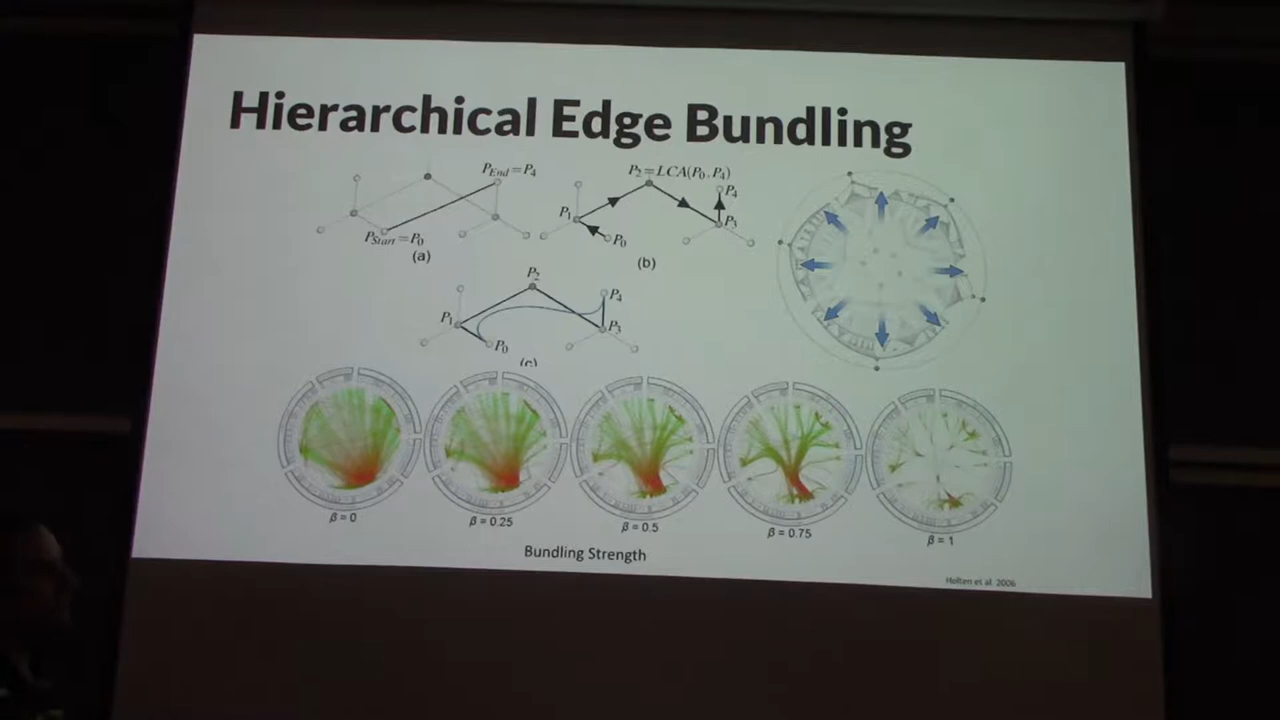 Hierarchical Edge Bundling
P_End = P_4
P_Start = P_0
(a)
P_2 = LCA(P_0, P_4)
P_1
P_4
P_3
P_0
(b)
P_2
P_1
P_4
P_3
P_0
(c)
β = 0
β = 0.25
β = 0.5
β = 0.75
β = 1
Bundling Strength
Holten et al. 2006